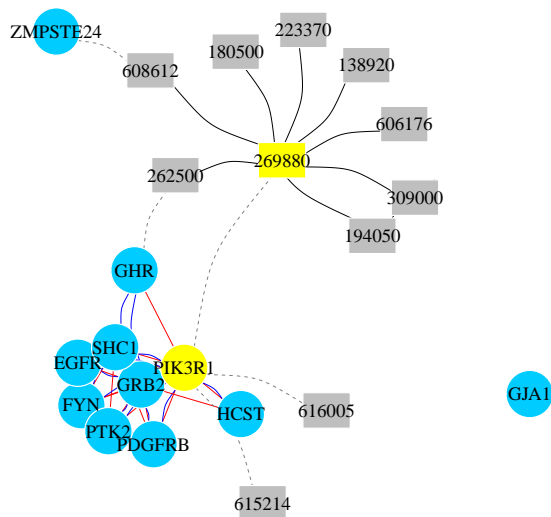 ZMPSTE24
223370
180500
138920
608612
606176
269880
262500
309000
194050
GHR
SHC1
EGFR
PIK3R1
GRB2
GJA1
FYN
HCST
616005
PTK2
PDGFRB
615214